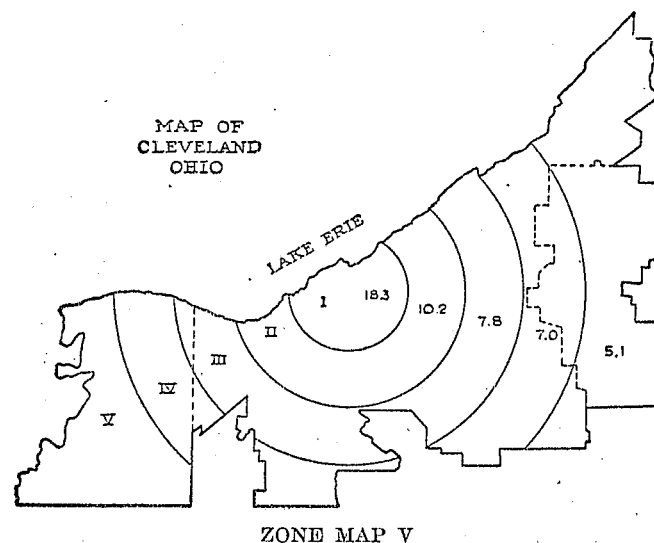 MAP OF
CLEVELAND
OHIO
LAKE ERIE
I
18.3
II
10.2
III
7.8
IV
7.0
V
5.1
ZONE MAP V